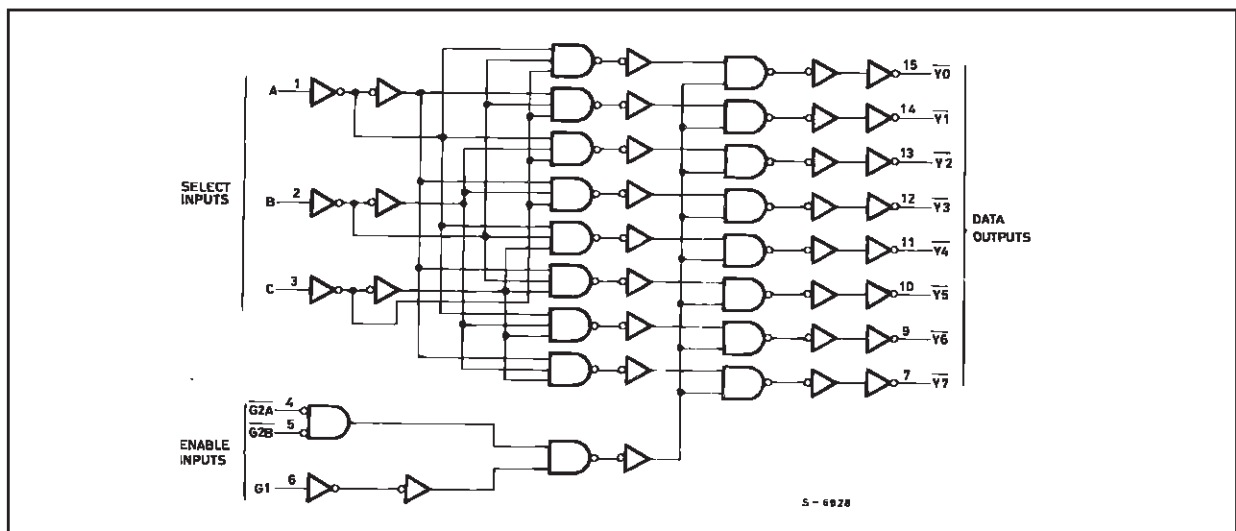 A 1
B 2
C 3
SELECT
INPUTS
G2A 4
G2B 5
G1 6
ENABLE
INPUTS
15 Y0
14 Y1
13 Y2
12 Y3
11 Y4
10 Y5
9 Y6
7 Y7
DATA
OUTPUTS
S-6928